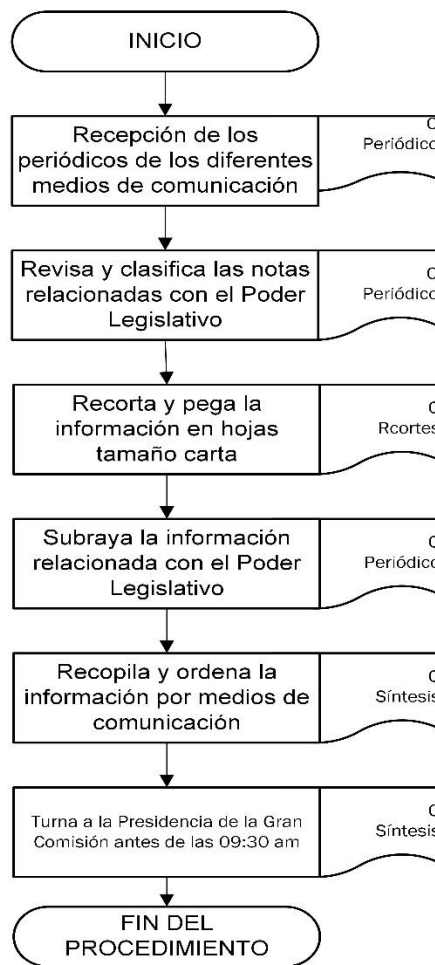 INICIO
Recepción de los
periódicos de los diferentes
medios de comunicación
Periódico
Revisa y clasifica las notas
relacionadas con el Poder
Legislativo
Periódico
Recorta y pega la
información en hojas
tamaño carta
Rcortes
Subraya la información
relacionada con el Poder
Legislativo
Periódico
Recopila y ordena la
información por medios de
comunicación
Síntesis
Turna a la Presidencia de la Gran
Comisión antes de las 09:30 am
Síntesis
FIN DEL
PROCEDIMIENTO